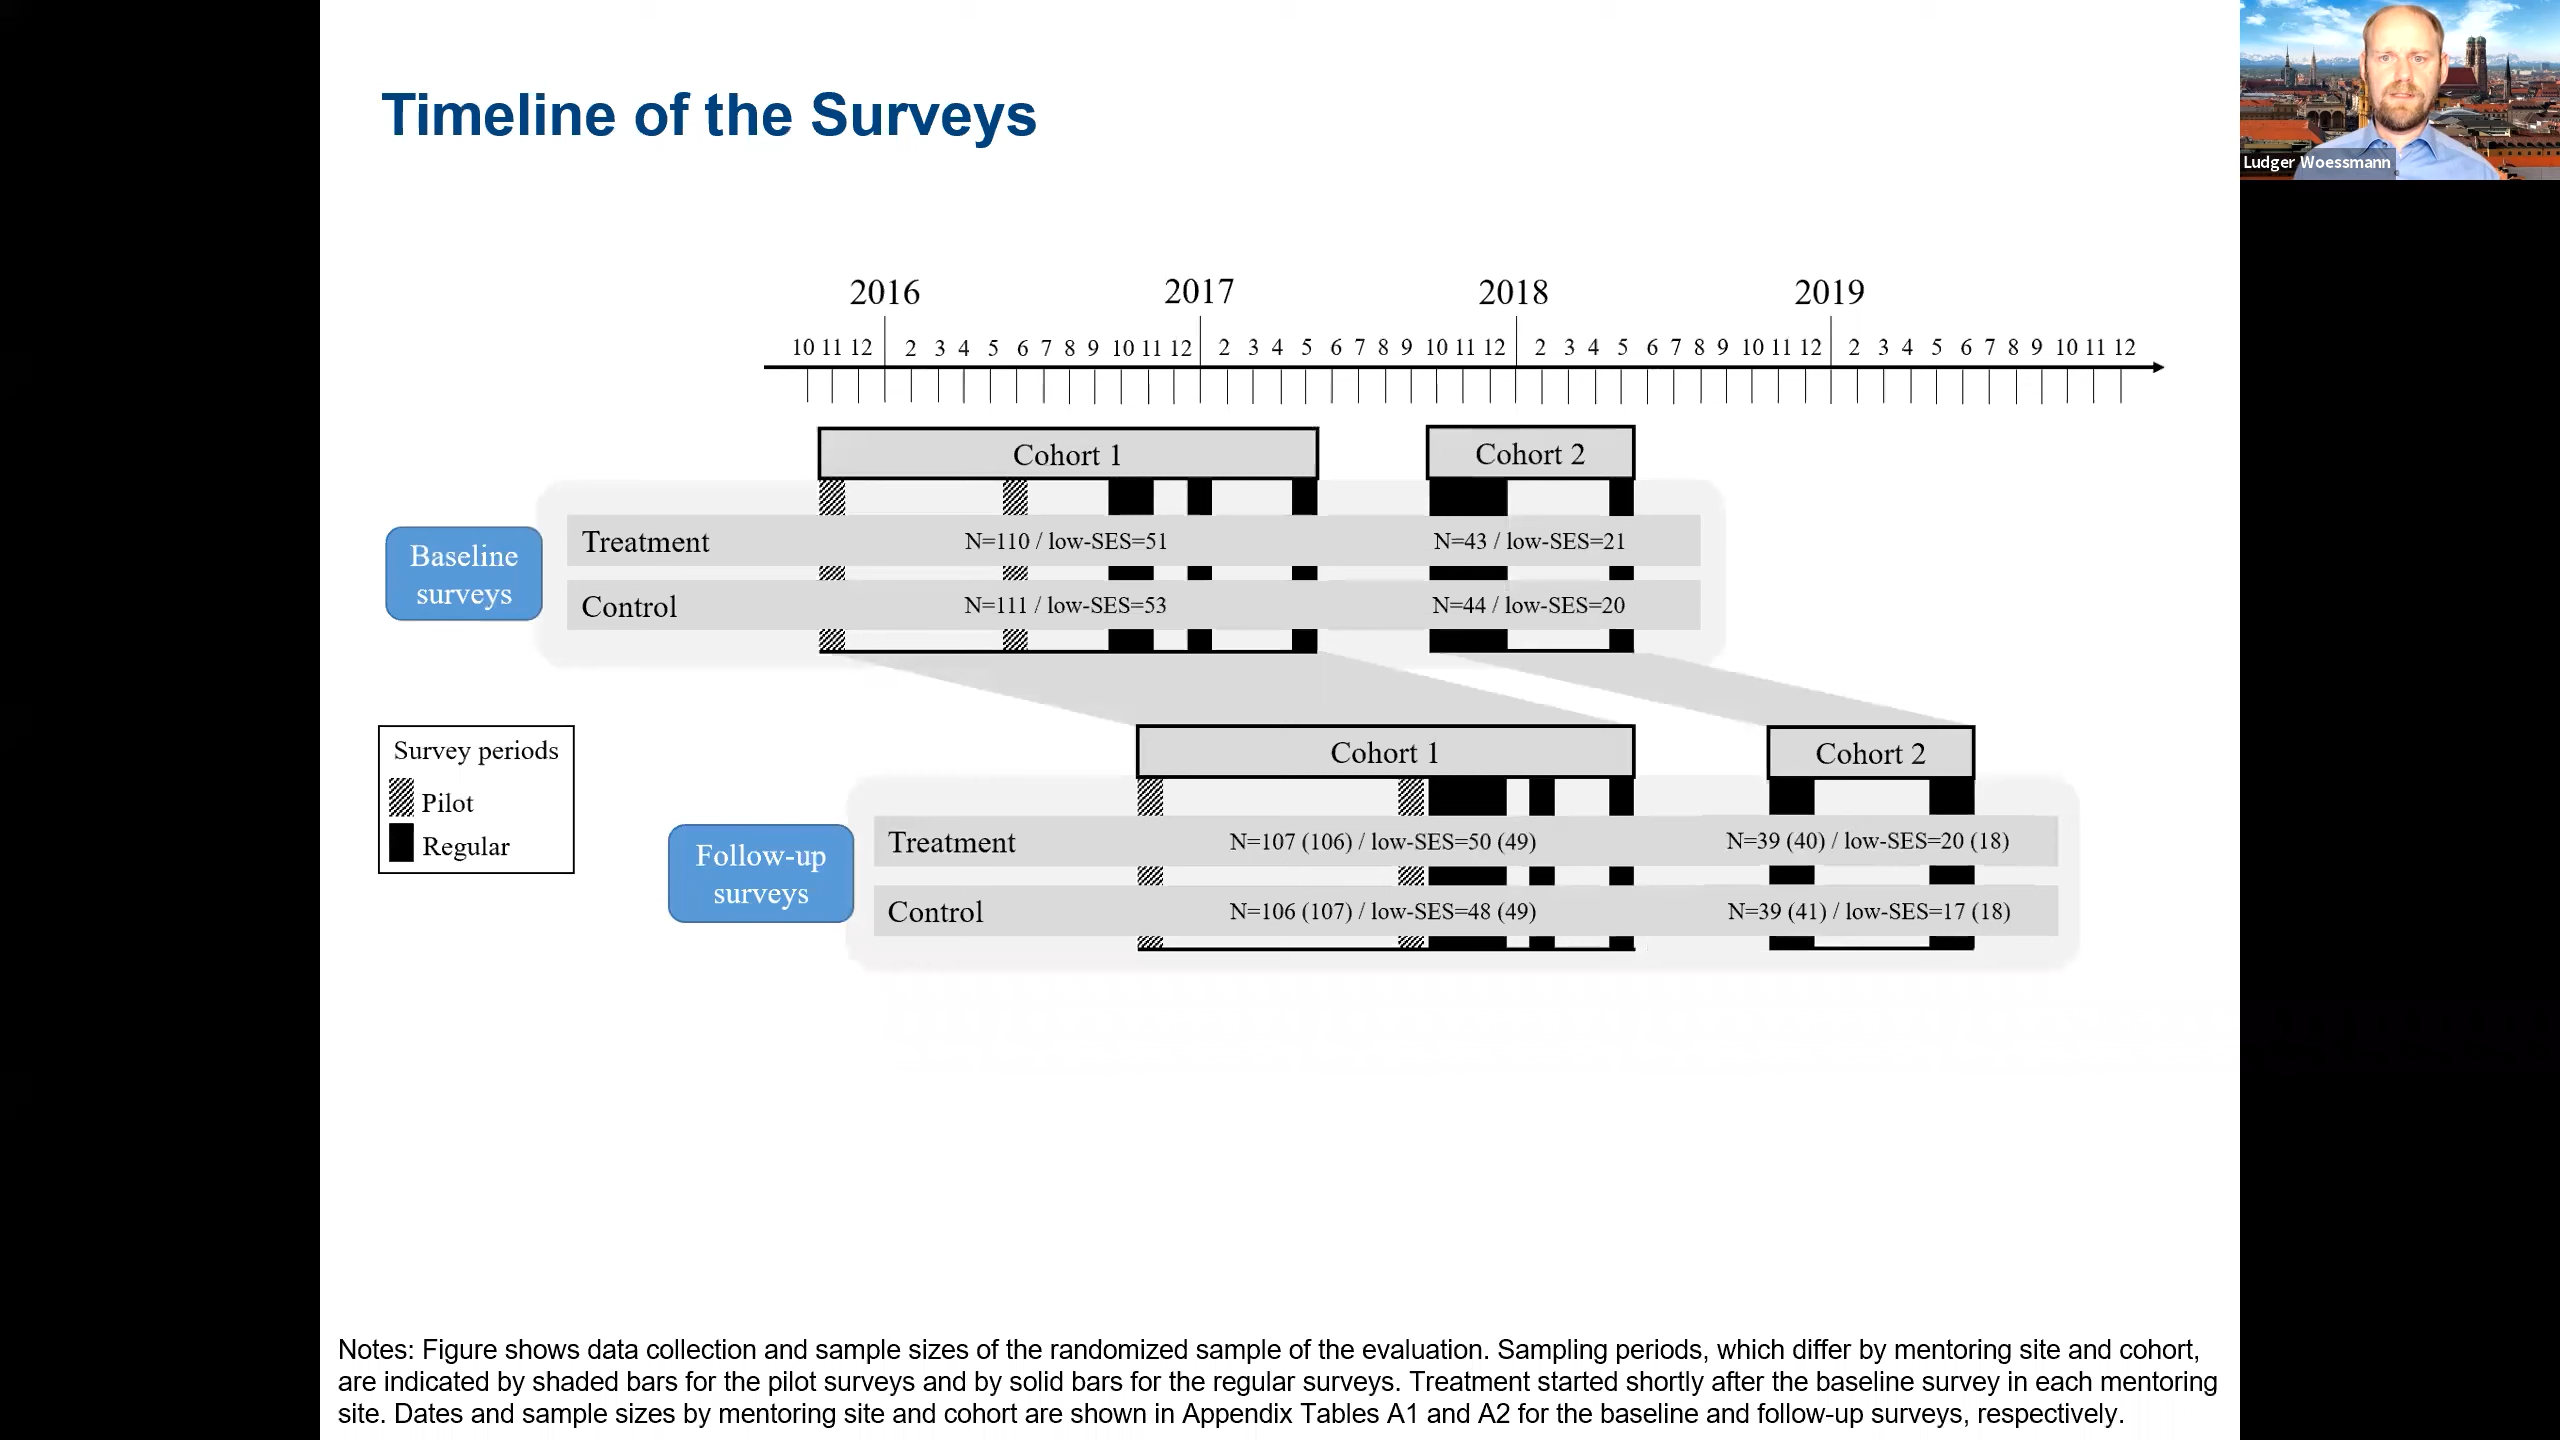 Timeline of the Surveys
Ludger Woessmann
2016 2017 2018 2019
10 11 12 2 3 4 5 6 7 8 9 10 11 12 2 3 4 5 6 7 8 9 10 11 12 2 3 4 5 6 7 8 9 10 11 12 2 3 4 5 6 7 8 9 10 11 12
Cohort 1 Cohort 2
Baseline
surveys
Treatment N=110 / low-SES=51 N=43 / low-SES=21
Control N=111 / low-SES=53 N=44 / low-SES=20
Survey periods
Pilot
Regular
Cohort 1 Cohort 2
Follow-up
surveys
Treatment N=107 (106) / low-SES=50 (49) N=39 (40) / low-SES=20 (18)
Control N=106 (107) / low-SES=48 (49) N=39 (41) / low-SES=17 (18)
Notes: Figure shows data collection and sample sizes of the randomized sample of the evaluation. Sampling periods, which differ by mentoring site and cohort,
are indicated by shaded bars for the pilot surveys and by solid bars for the regular surveys. Treatment started shortly after the baseline survey in each mentoring
site. Dates and sample sizes by mentoring site and cohort are shown in Appendix Tables A1 and A2 for the baseline and follow-up surveys, respectively.